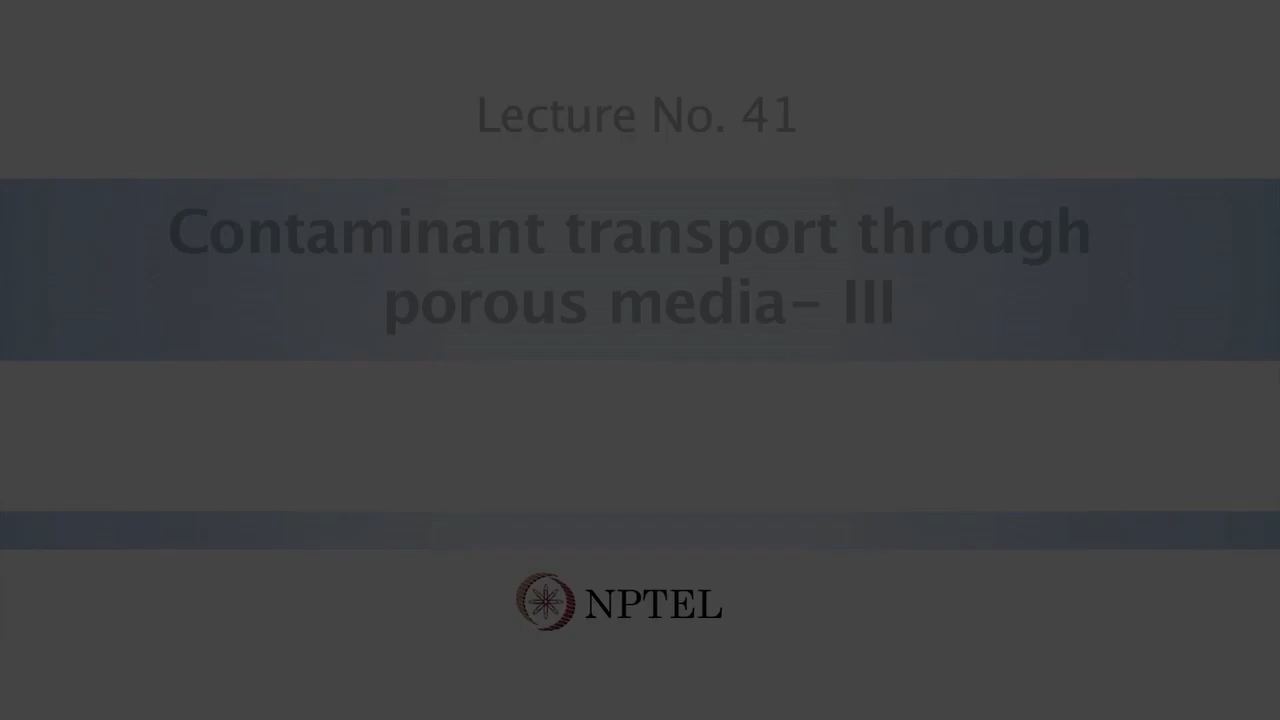 Lecture No. 41
Contaminant transport through
porous media– III
NPTEL